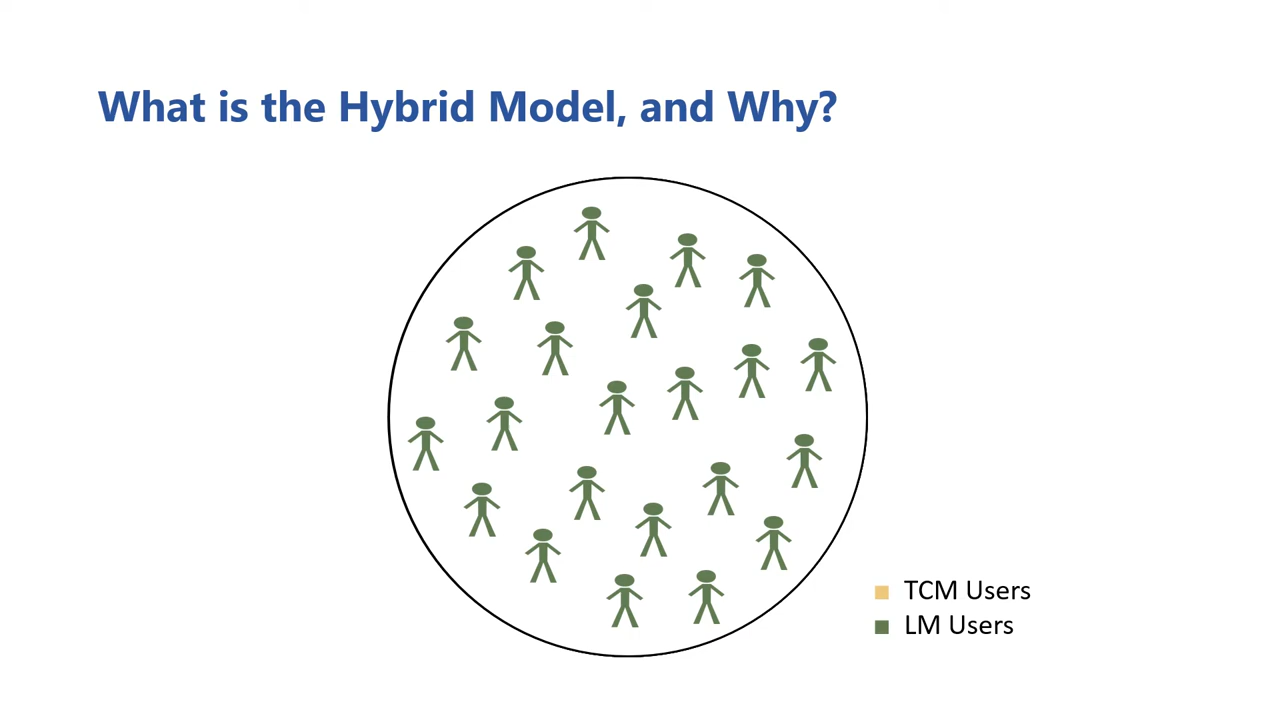 What is the Hybrid Model, and Why?
TCM Users
LM Users